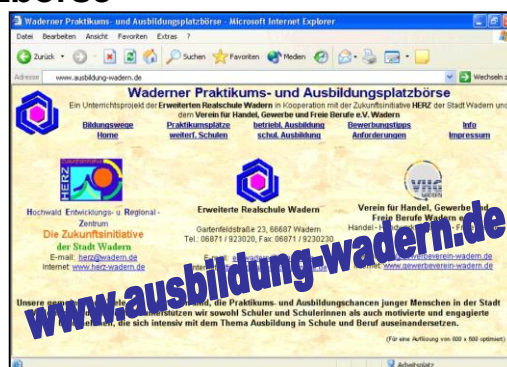 Waderner Praktikums- und Ausbildungsplatzbörse - Microsoft Internet Explorer
Datei Bearbeiten Ansicht Favoriten Extras ?
Zurück Suchen Favoriten Medien
Adresse www.ausbildung-wadern.de Wechseln
Waderner Praktikums- und Ausbildungsplatzbörse
Ein Unterrichtsprojekt der Erweiterten Realschule Wadern in Kooperation mit der Zukunftsinitiative HERZ der Stadt Wadern und
dem Verein für Handel, Gewerbe und Freie Berufe e.V. Wadern
Bildungswege Praktikumsplätze betriebl. Ausbildung Bewerbungstipps Info
Home weiterf. Schulen schul. Ausbildung Anforderungen Impressum
HERZ
VHG
Hochwald Entwicklungs- u. Regional-
Zentrum
Die Zukunftsinitiative
der Stadt Wadern
E-mail: herz@wadern.de
Internet: www.herz-wadern.de
Erweiterte Realschule Wadern
Gartenfeldstraße 23, 66687 Wadern
Tel.: 06871 / 923020, Fax: 06871 / 9230230
Verein für Handel, Gewerbe und
Freie Berufe Wadern
Handel -
Internet: www.gewerbeverein-wadern.de
www.ausbildung-wadern.de
Unsere die Praktikums- und Ausbildungschancen junger Menschen in der Stadt
unterstützen wir sowohl Schüler und Schülerinnen als auch motivierte und engagierte
die sich intensiv mit dem Thema Ausbildung in Schule und Beruf auseinandersetzen.
(Für eine Auflösung von 800 x 600 optimiert)
Arbeitsplatz